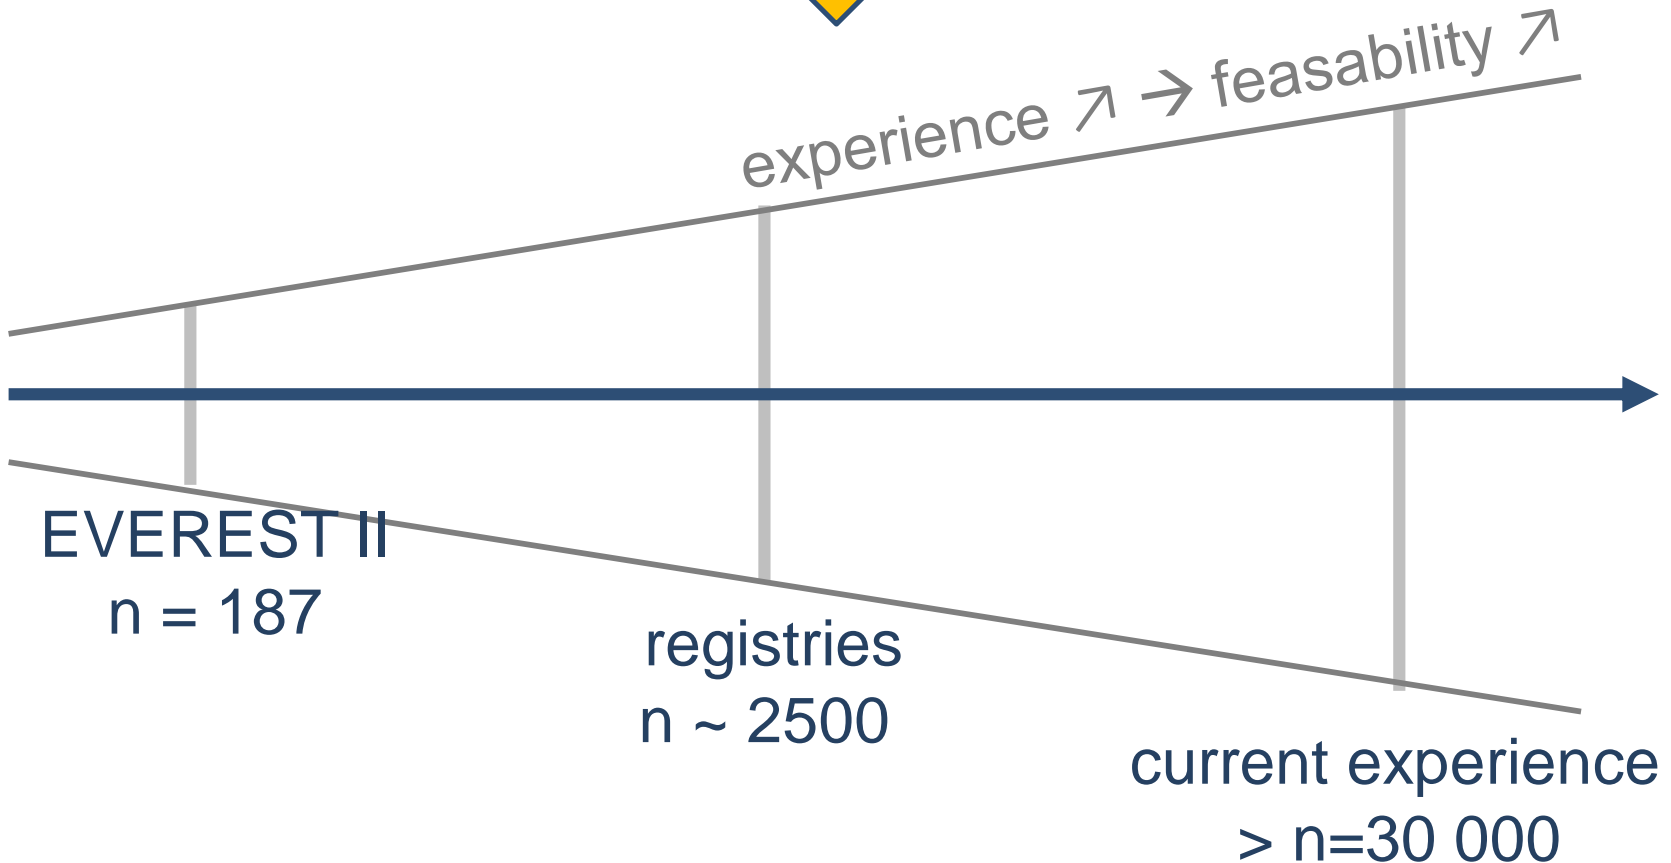 experience ↗ → feasability ↗
EVEREST II
n = 187
registries
n ~ 2500
current experience
> n=30 000